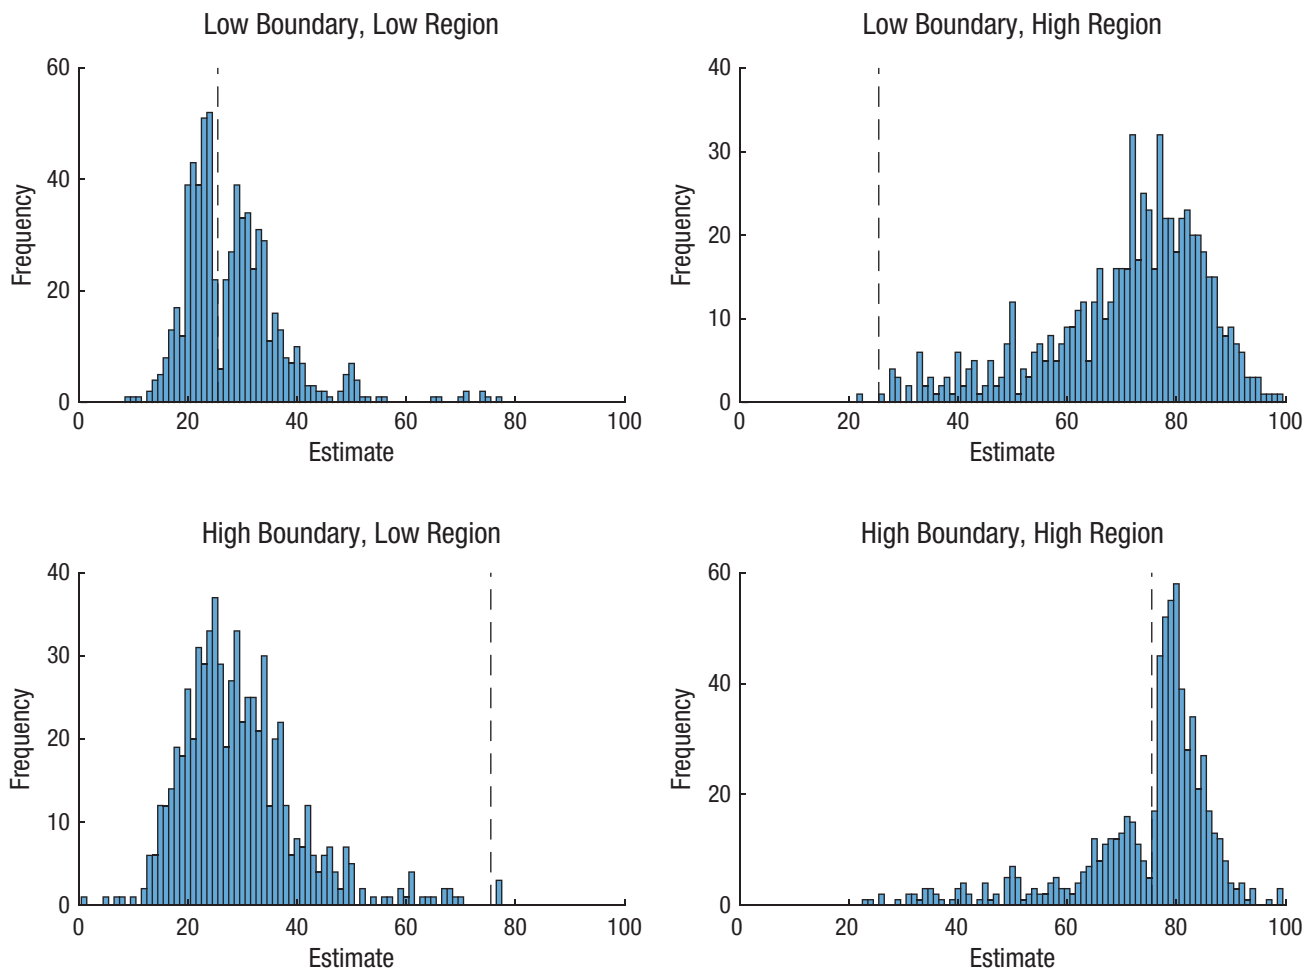 Low Boundary, Low Region
60
40
20
0
0 20 40 60 80 100
Frequency
Estimate
Low Boundary, High Region
40
30
20
10
0
0 20 40 60 80 100
Frequency
Estimate
High Boundary, Low Region
40
30
20
10
0
0 20 40 60 80 100
Frequency
Estimate
High Boundary, High Region
60
40
20
0
0 20 40 60 80 100
Frequency
Estimate